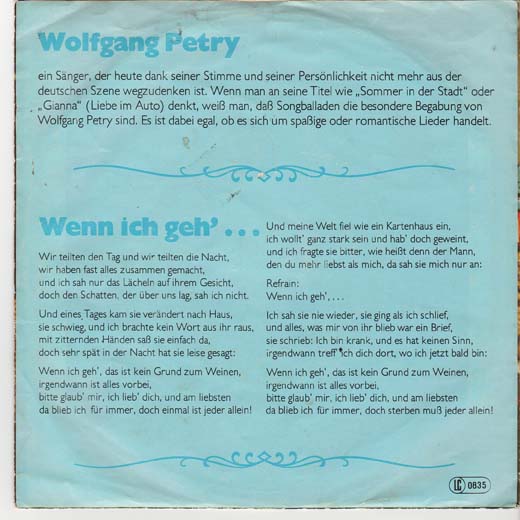 Wolfgang Petry
ein Sänger, der heute dank seiner Stimme und seiner Persönlichkeit nicht mehr aus der
deutschen Szene wegzudenken ist. Wenn man an seine Titel wie „Sommer in der Stadt“ oder
„Gianna“ (Liebe im Auto) denkt, weiß man, daß Songballaden die besondere Begabung von
Wolfgang Petry sind. Es ist dabei egal, ob es sich um spaßige oder romantische Lieder handelt.
Wenn ich geh’...
Wir teilten den Tag und wir teilten die Nacht,
wir haben fast alles zusammen gemacht,
und ich sah nur das Lächeln auf ihrem Gesicht,
doch den Schatten, der über uns lag, sah ich nicht.
Und eines Tages kam sie verändert nach Haus,
sie schwieg, und ich brachte kein Wort aus ihr raus,
mit zitternden Händen saß sie einfach da,
doch sehr spät in der Nacht hat sie leise gesagt:
Wenn ich geh’, das ist kein Grund zum Weinen,
irgendwann ist alles vorbei,
bitte glaub’ mir, ich lieb’ dich, und am liebsten
da blieb ich für immer, doch einmal ist jeder allein!
Und meine Welt fiel wie ein Kartenhaus ein,
ich wollt’ ganz stark sein und hab’ doch geweint,
und ich fragte sie bitter, wie heißt denn der Mann,
den du mehr liebst als mich, da sah sie mich nur an:
Refrain:
Wenn ich geh’,...
Ich sah sie nie wieder, sie ging als ich schlief,
und alles, was mir von ihr blieb war ein Brief,
sie schrieb: Ich bin krank, und es hat keinen Sinn,
irgendwann treff’ ich dich dort, wo ich jetzt bald bin:
Wenn ich geh’, das ist kein Grund zum Weinen,
irgendwann ist alles vorbei,
bitte glaub’ mir, ich lieb’ dich, und am liebsten
da blieb ich für immer, doch sterben muß jeder allein!
LC 0835